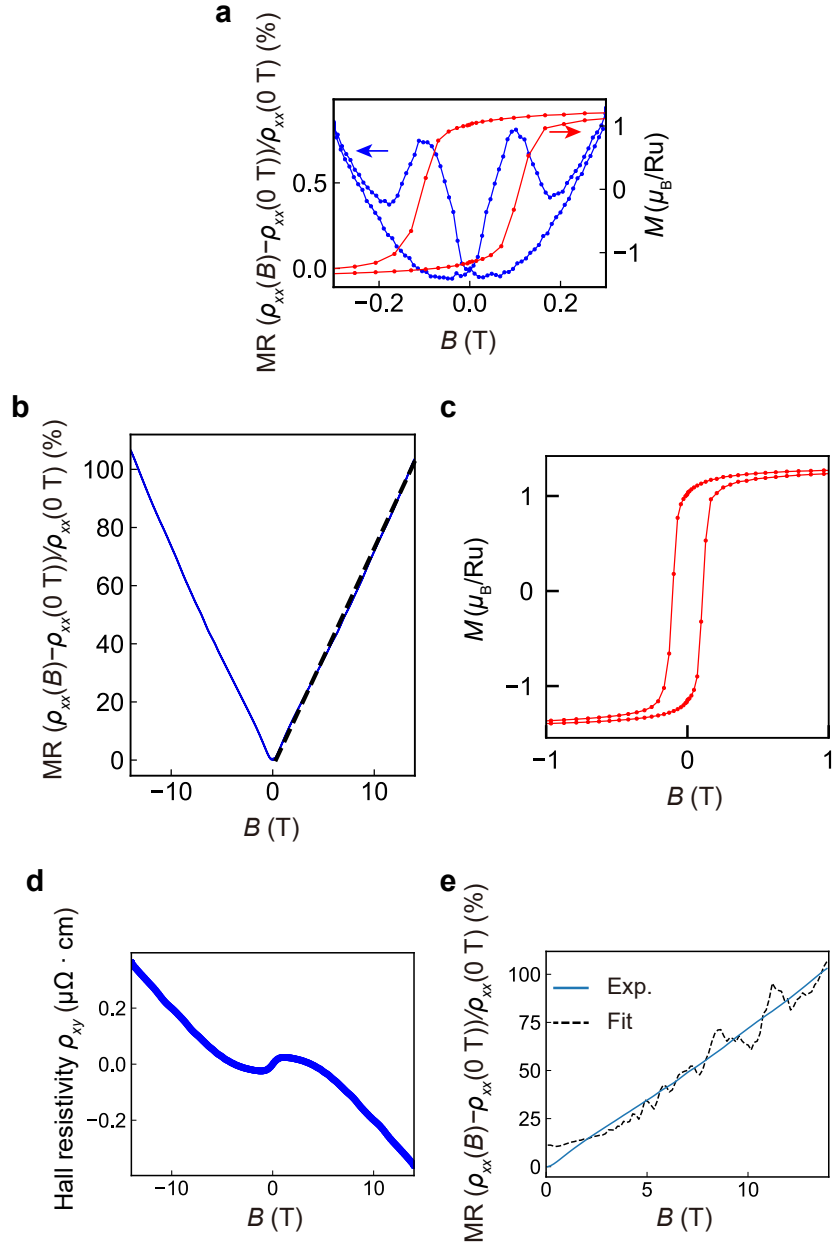 a
MR (ρxx(B)−ρxx(0 T))/ρxx(0 T) (%)
0.5
0.0
1
0
−1
M (μB/Ru)
−0.2
0.0
0.2
B (T)
b
MR (ρxx(B)−ρxx(0 T))/ρxx(0 T) (%)
100
80
60
40
20
0
−10
0
10
B (T)
c
M (μB/Ru)
1
0
−1
−1
0
1
B (T)
d
Hall resistivity ρxy (μΩ · cm)
0.2
0.0
−0.2
−10
0
10
B (T)
e
MR (ρxx(B)−ρxx(0 T))/ρxx(0 T) (%)
100
75
50
25
0
Exp.
Fit
0
5
10
B (T)